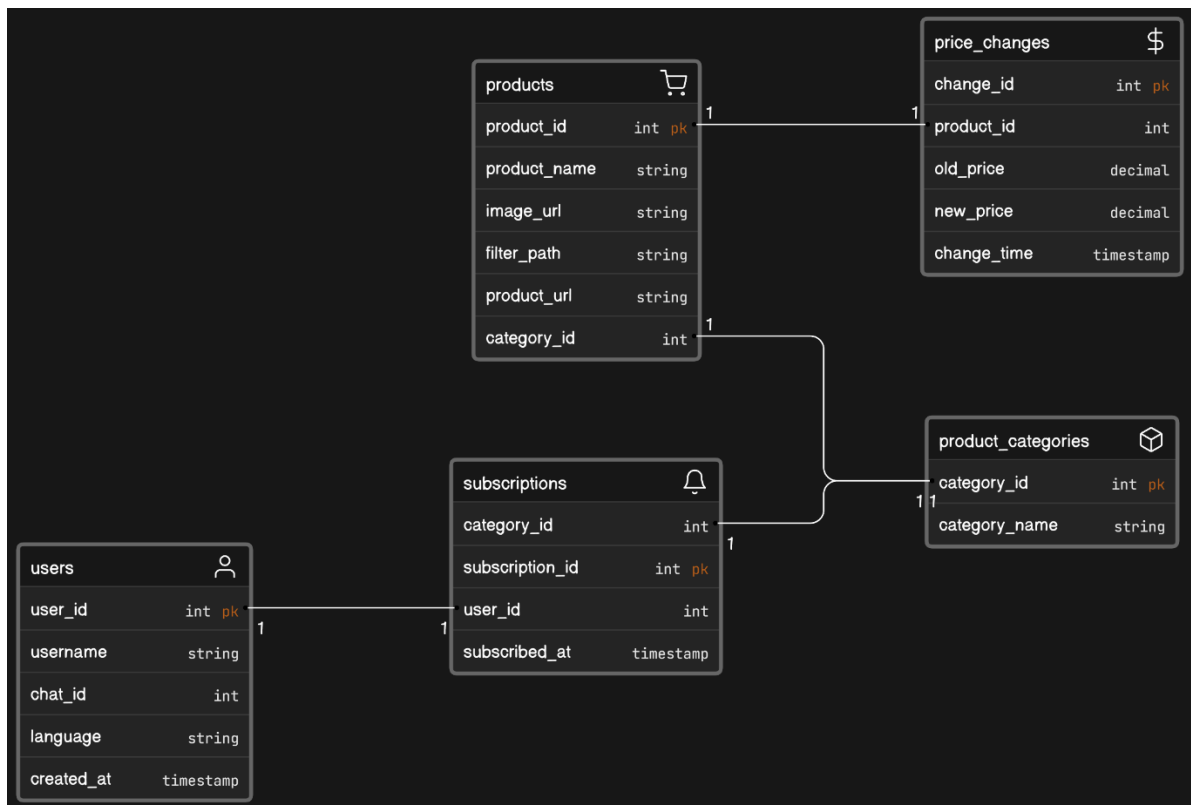 price_changes
change_id int pk
product_id int
old_price decimal
new_price decimal
change_time timestamp
products
product_id int pk
product_name string
image_url string
filter_path string
product_url string
category_id int
1
1
1
product_categories
category_id int pk
category_name string
1 1
subscriptions
category_id int
subscription_id int pk
user_id int
subscribed_at timestamp
1
users
user_id int pk
username string
chat_id int
language string
created_at timestamp
1
1